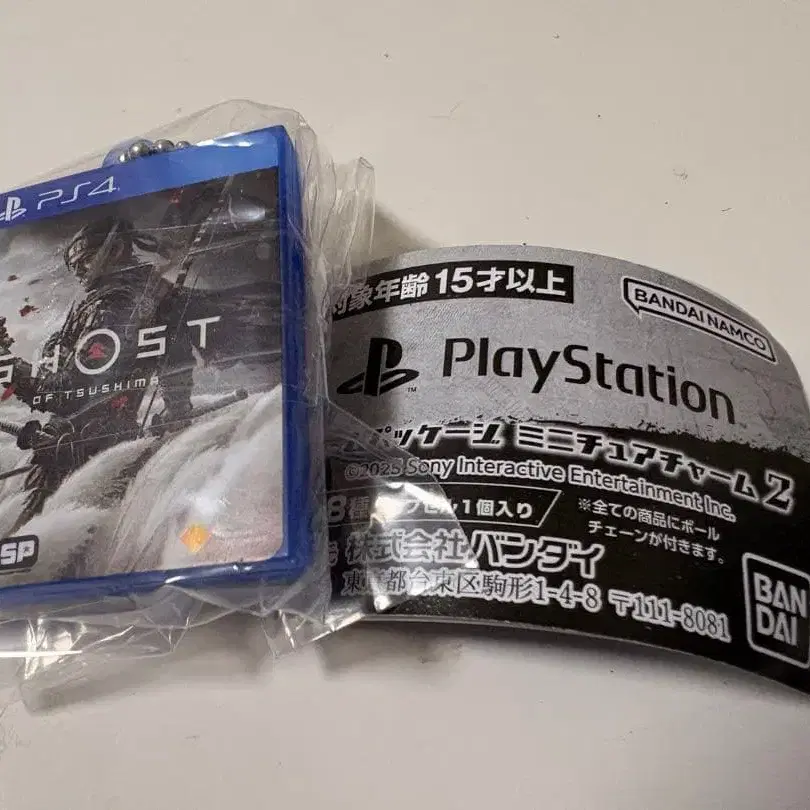 PS4
GHOST
OF TSUSHIMA
SP
対象年齢 15才以上
BANDAI NAMCO
PlayStation
パッケージ ミニチュアチャーム2
©2025 Sony Interactive Entertainment Inc.
8種 1個入り
※全ての商品にボール
チェーンが付きます。
株式会社バンダイ
東京都台東区駒形1-4-8 〒111-8081
BAN
DAI